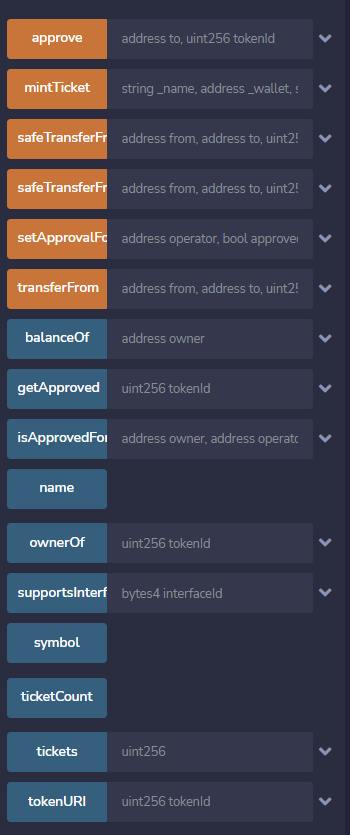 approve address to, uint256 tokenId
mintTicket string _name, address _wallet, s
safeTransferFr address from, address to, uint25
safeTransferFr address from, address to, uint25
setApprovalFo address operator, bool approved
transferFrom address from, address to, uint25
balanceOf address owner
getApproved uint256 tokenId
isApprovedFor address owner, address operato
name
ownerOf uint256 tokenId
supportsInterf bytes4 interfaceId
symbol
ticketCount
tickets uint256
tokenURI uint256 tokenId